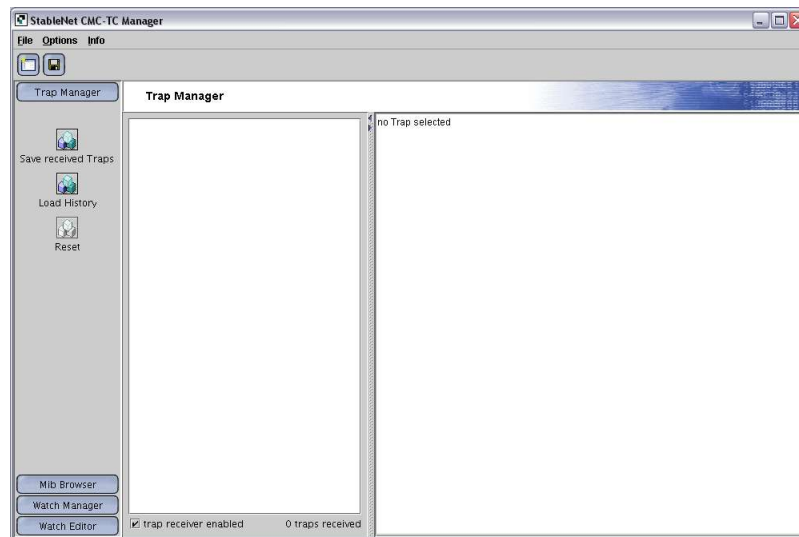 StableNet CMC-TC Manager
File Options Info
Trap Manager
Trap Manager
no Trap selected
Save received Traps
Load History
Reset
Mib Browser
Watch Manager
Watch Editor
trap receiver enabled
0 traps received